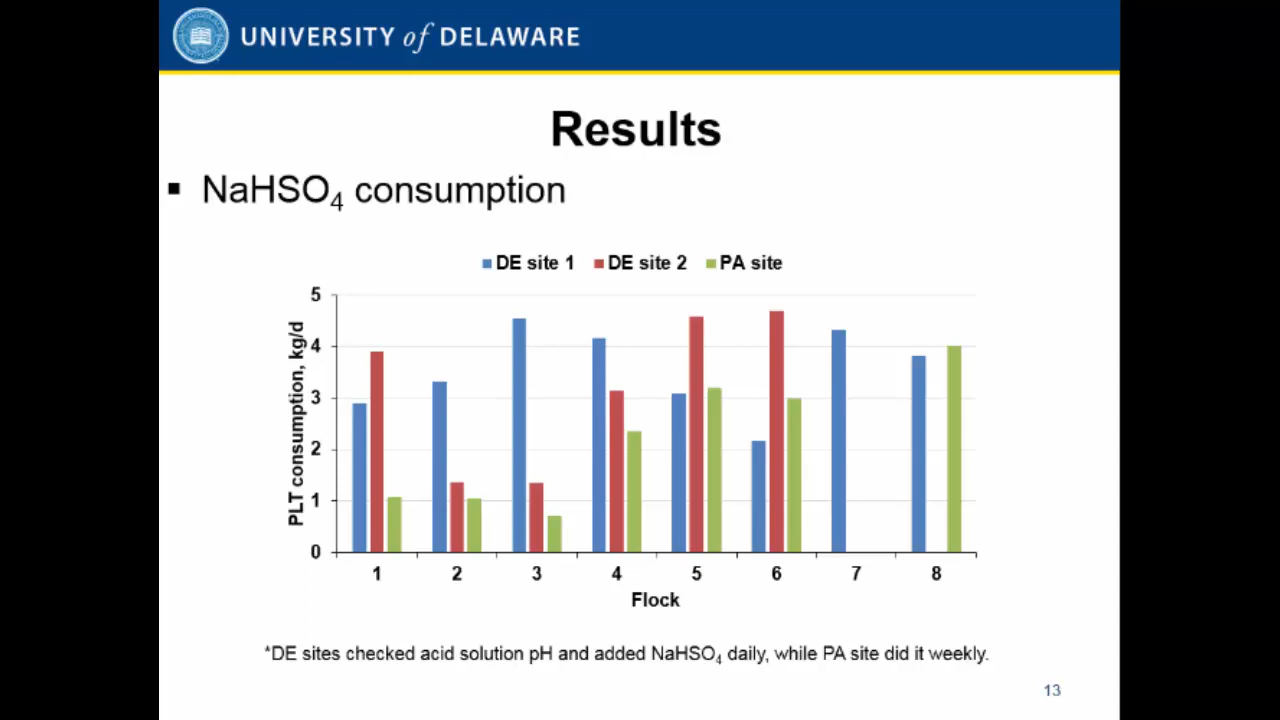 UNIVERSITY of DELAWARE
Results
▪ NaHSO₄ consumption
DE site 1 DE site 2 PA site
PLT consumption, kg/d
5
4
3
2
1
0
1 2 3 4 5 6 7 8
Flock
*DE sites checked acid solution pH and added NaHSO₄ daily, while PA site did it weekly.
13